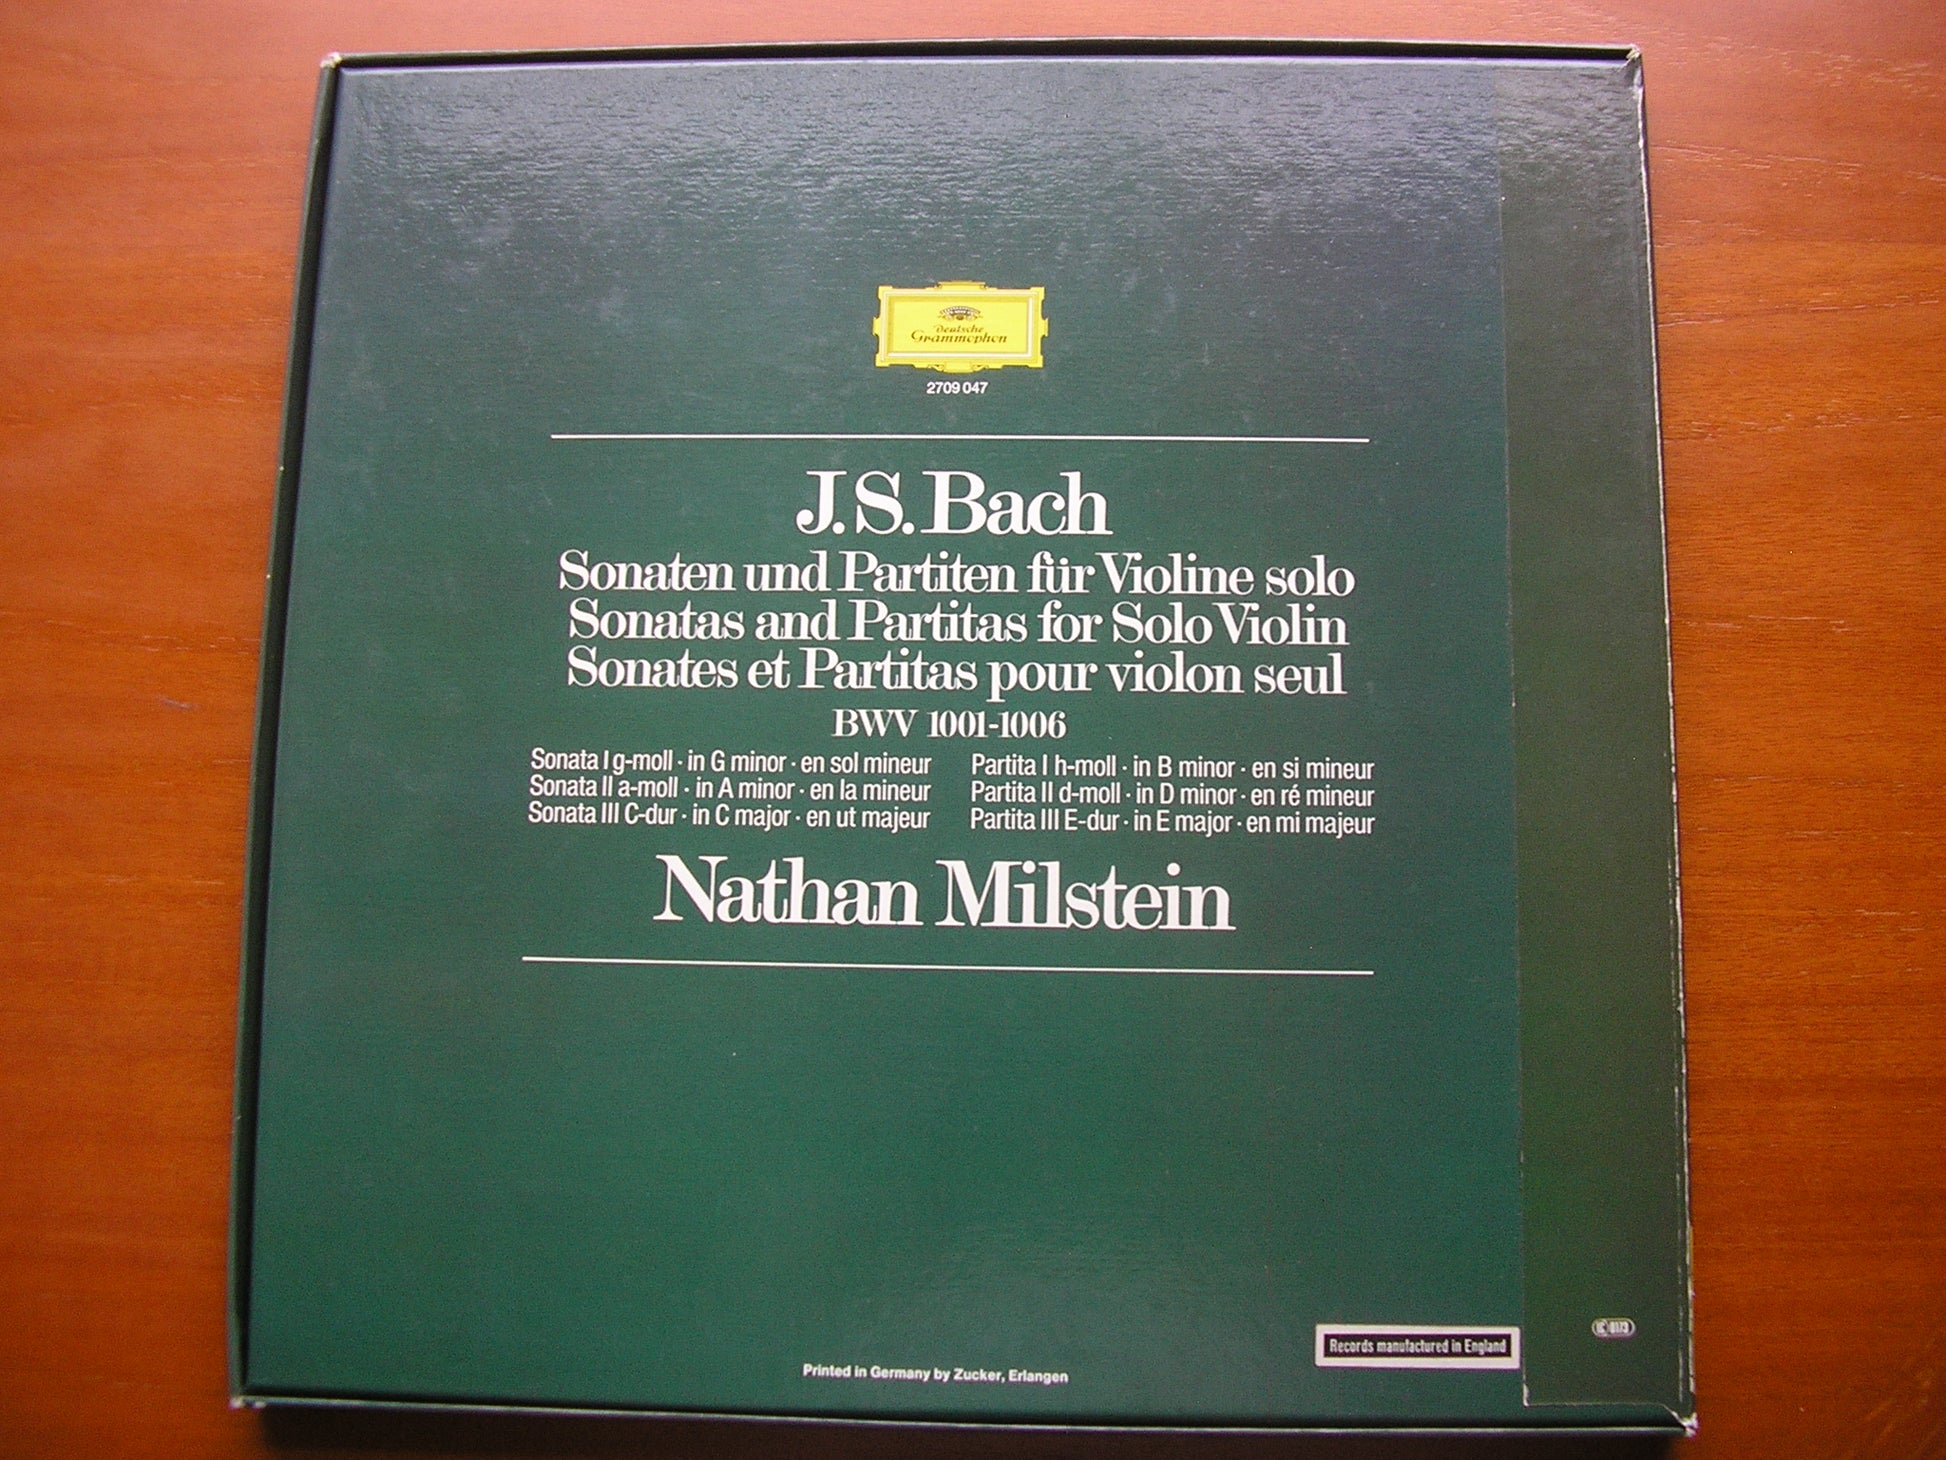 Deutsche
Grammophon
2709 047
J.S. Bach
Sonaten und Partiten für Violine solo
Sonatas and Partitas for Solo Violin
Sonates et Partitas pour violon seul
BWV 1001-1006
Sonata I g-moll · in G minor · en sol mineur
Sonata II a-moll · in A minor · en la mineur
Sonata III C-dur · in C major · en ut majeur
Partita I h-moll · in B minor · en si mineur
Partita II d-moll · in D minor · en ré mineur
Partita III E-dur · in E major · en mi majeur
Nathan Milstein
Records manufactured in England
Printed in Germany by Zucker, Erlangen